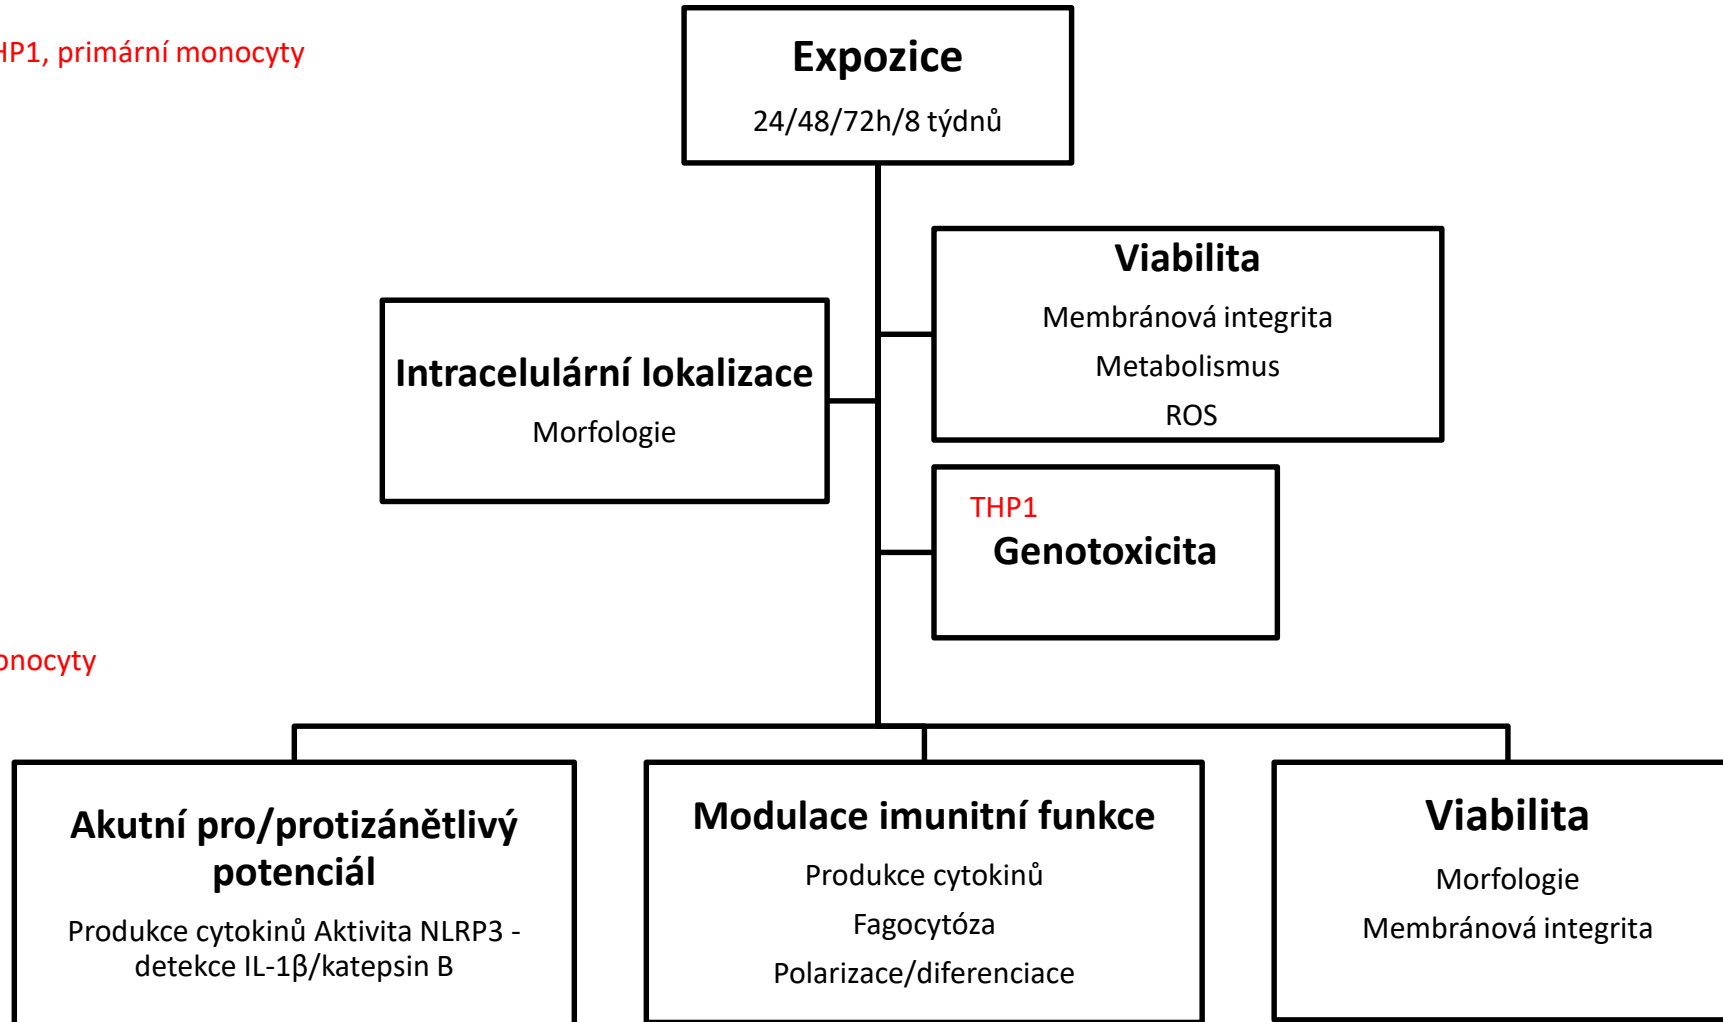 HP1, primární monocyty
Expozice
24/48/72h/8 týdnů
Viabilita
Membránová integrita
Metabolismus
ROS
Intracelulární lokalizace
Morfologie
THP1
Genotoxicita
onocyty
Akutní pro/protizánětlivý
potenciál
Produkce cytokinů Aktivita NLRP3 -
detekce IL-1β/katepsin B
Modulace imunitní funkce
Produkce cytokinů
Fagocytóza
Polarizace/diferenciace
Viabilita
Morfologie
Membránová integrita